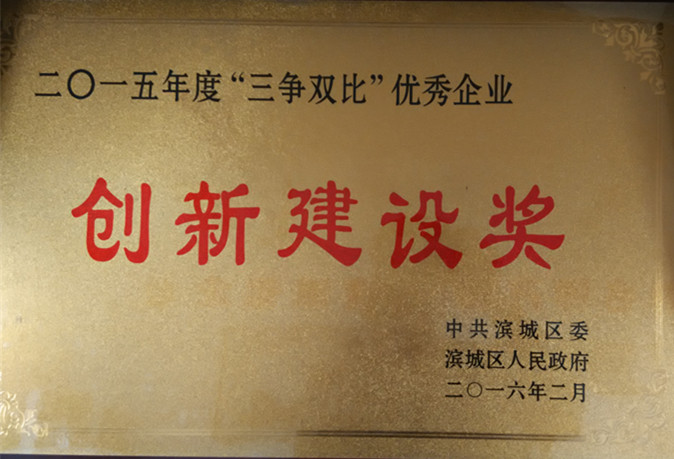 二〇一五年度“三争双比”优秀企业
创新建设奖
中共滨城区委
滨城区人民政府
二〇一六年二月